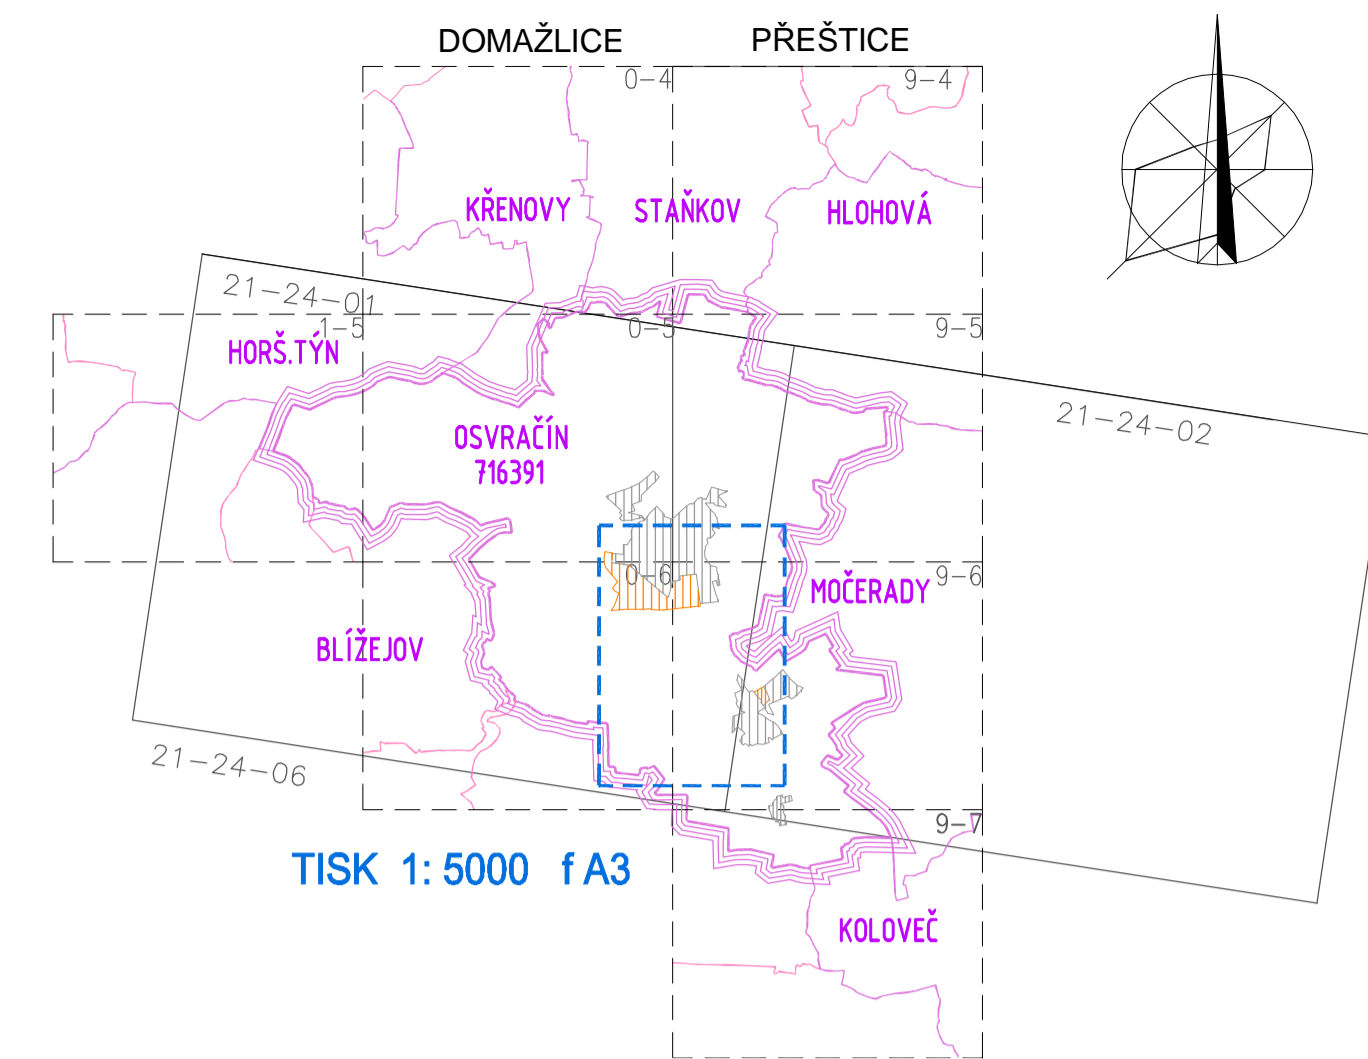 DOMAŽLICE
PŘEŠTICE
0-4
9-4
KŘENOVY
STAŇKOV
HLOHOVÁ
21-24-01
1-5
0-5
9-5
HORŠ.TÝN
21-24-02
OSVRAČÍN
716391
0-6
9-6
MOČERADY
BLÍŽEJOV
21-24-06
9-7
TISK 1: 5000 f A3
KOLOVEČ